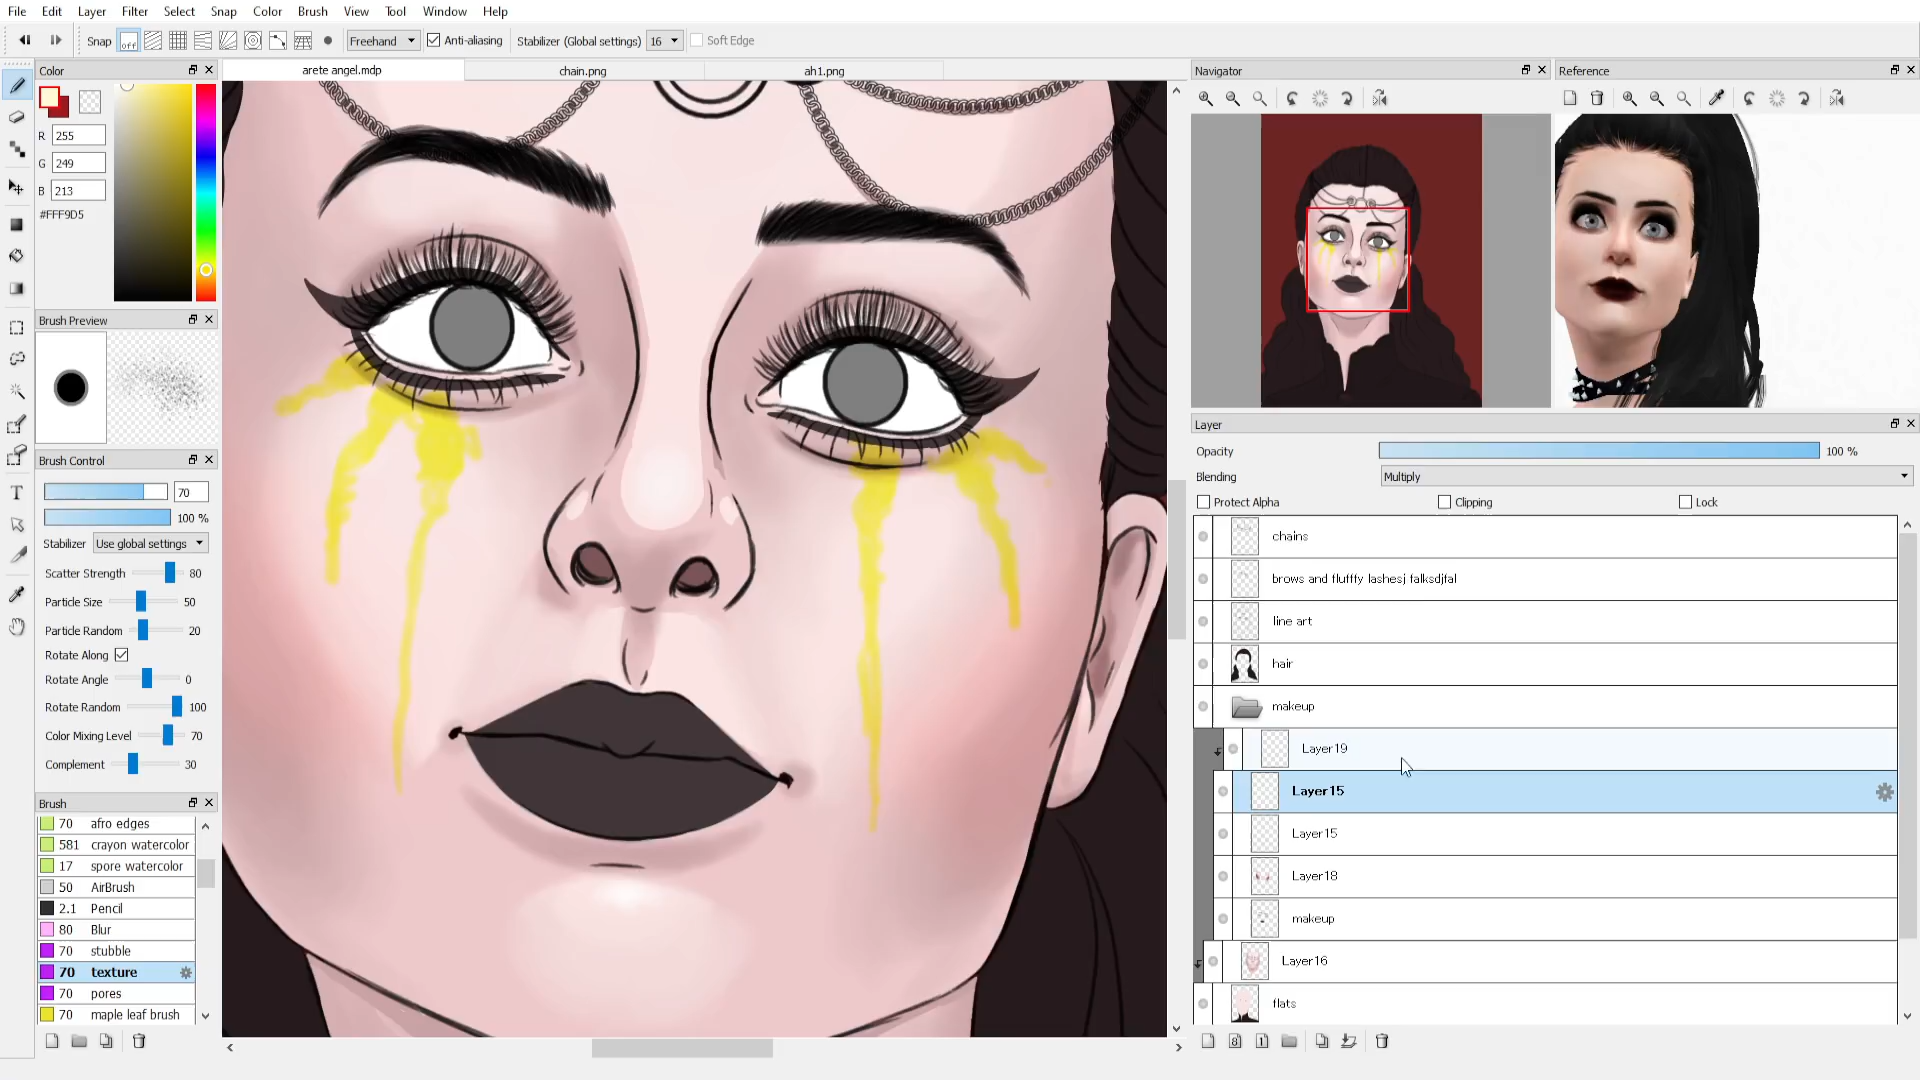 File Edit Layer Filter Select Snap Color Brush View Tool Window Help
Snap off Freehand Anti-aliasing Stabilizer (Global settings) 16 Soft Edge
Color
R 255
G 249
B 213
#FFF9D5
Brush Preview
Brush Control
70
100 %
Stabilizer Use global settings
Scatter Strength 80
Particle Size 50
Particle Random 20
Rotate Along
Rotate Angle 0
Rotate Random 100
Color Mixing Level 70
Complement 30
Brush
70 afro edges
581 crayon watercolor
17 spore watercolor
50 AirBrush
2.1 Pencil
80 Blur
70 stubble
70 texture
70 pores
70 maple leaf brush
arete angel.mdp chain.png ah1.png
Navigator
Reference
Layer
Opacity 100 %
Blending Multiply
Protect Alpha Clipping Lock
chains
brows and flufffy lashesj falksdjfal
line art
hair
makeup
Layer19
Layer15
Layer15
Layer18
makeup
Layer16
flats
8 1